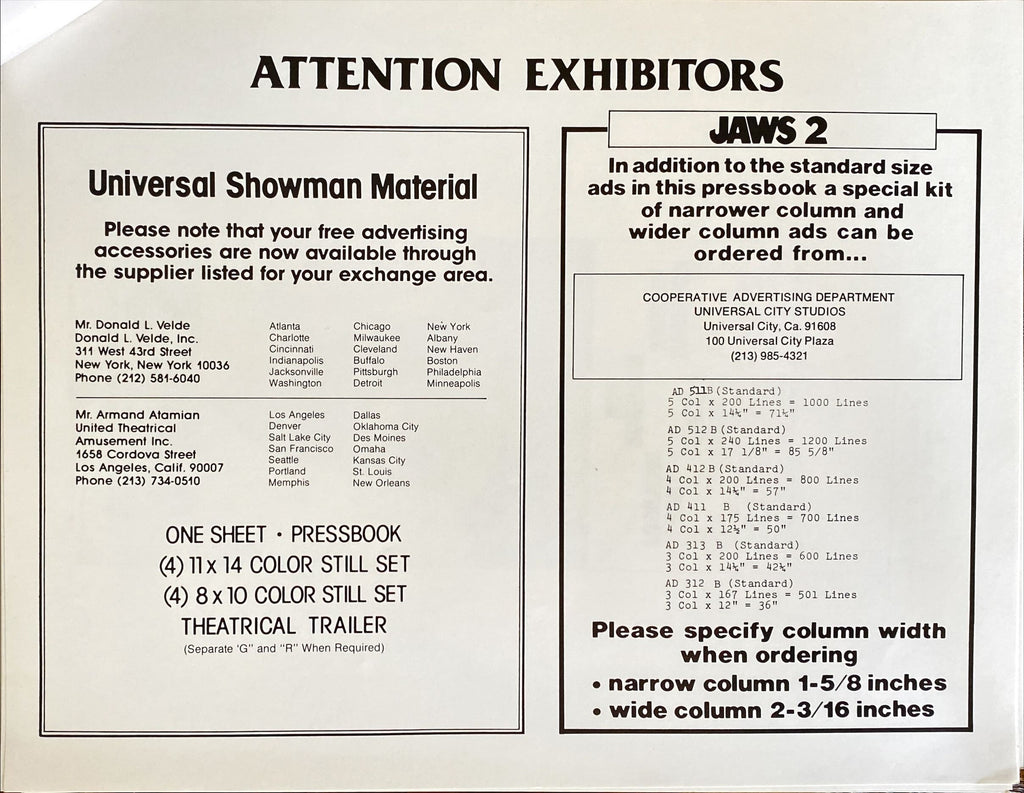 ATTENTION EXHIBITORS
Universal Showman Material
Please note that your free advertising
accessories are now available through
the supplier listed for your exchange area.
Mr. Donald L. Velde
Donald L. Velde, Inc.
311 West 43rd Street
New York, New York 10036
Phone (212) 581-6040
Atlanta
Charlotte
Cincinnati
Indianapolis
Jacksonville
Washington
Chicago
Milwaukee
Cleveland
Buffalo
Pittsburgh
Detroit
New York
Albany
New Haven
Boston
Philadelphia
Minneapolis
Mr. Armand Atamian
United Theatrical
Amusement Inc.
1658 Cordova Street
Los Angeles, Calif. 90007
Phone (213) 734-0510
Los Angeles
Denver
Salt Lake City
San Francisco
Seattle
Portland
Memphis
Dallas
Oklahoma City
Des Moines
Omaha
Kansas City
St. Louis
New Orleans
ONE SHEET • PRESSBOOK
(4) 11 x 14 COLOR STILL SET
(4) 8 x 10 COLOR STILL SET
THEATRICAL TRAILER
(Separate 'G" and "R" When Required)
JAWS 2
In addition to the standard size
ads in this pressbook a special kit
of narrower column and
wider column ads can be
ordered from...
COOPERATIVE ADVERTISING DEPARTMENT
UNIVERSAL CITY STUDIOS
Universal City, Ca. 91608
100 Universal City Plaza
(213) 985-4321
AD 511B (Standard)
5 Col x 200 Lines = 1000 Lines
5 Col x 14¼" = 71¼"
AD 512 B (Standard)
5 Col x 240 Lines = 1200 Lines
5 Col x 17 1/8" = 85 5/8"
AD 412 B (Standard)
4 Col x 200 Lines = 800 Lines
4 Col x 14¼" = 57"
AD 411 B (Standard)
4 Col x 175 Lines = 700 Lines
4 Col x 12½" = 50"
AD 313 B (Standard)
3 Col x 200 Lines = 600 Lines
3 Col x 14¼" = 42¾"
AD 312 B (Standard)
3 Col x 167 Lines = 501 Lines
3 Col x 12" = 36"
Please specify column width
when ordering
• narrow column 1-5/8 inches
• wide column 2-3/16 inches